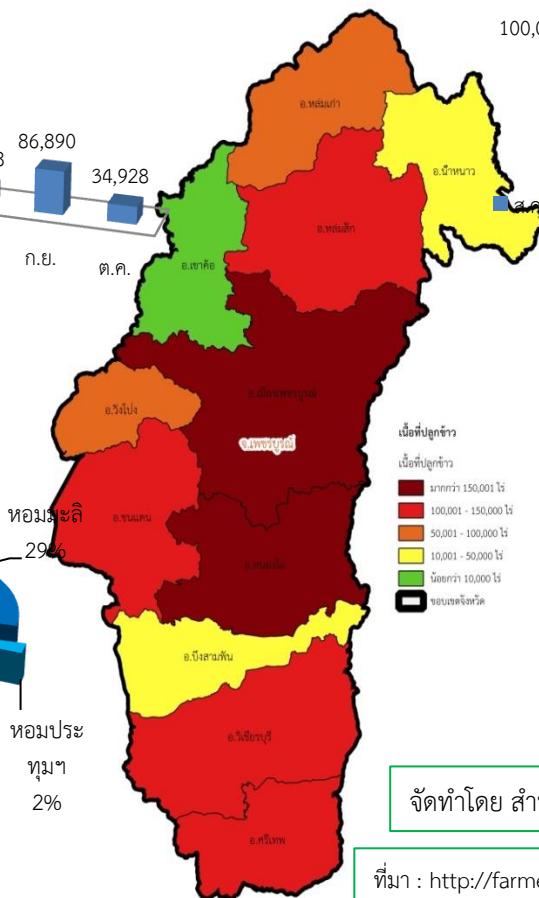 100,0
86,890
34,928
ก.ย.
ต.ค.
ส.ค
อ.หล่มเก่า
อ.น้ำหนาว
อ.หล่มสัก
อ.เขาค้อ
อ.เมืองเพชรบูรณ์
อ.วังโป่ง
จ.เพชรบูรณ์
อ.ชนแดน
อ.หนองไผ่
อ.บึงสามพัน
อ.วิเชียรบุรี
อ.ศรีเทพ
เนื้อที่ปลูกข้าว
เนื้อที่ปลูกข้าว
มากกว่า 150,001 ไร่
100,001 - 150,000 ไร่
50,001 - 100,000 ไร่
10,001 - 50,000 ไร่
น้อยกว่า 10,000 ไร่
ขอบเขตจังหวัด
หอมมะลิ
29%
หอมประ
ทุมฯ
2%
จัดทำโดย สำ
ที่มา : http://farme